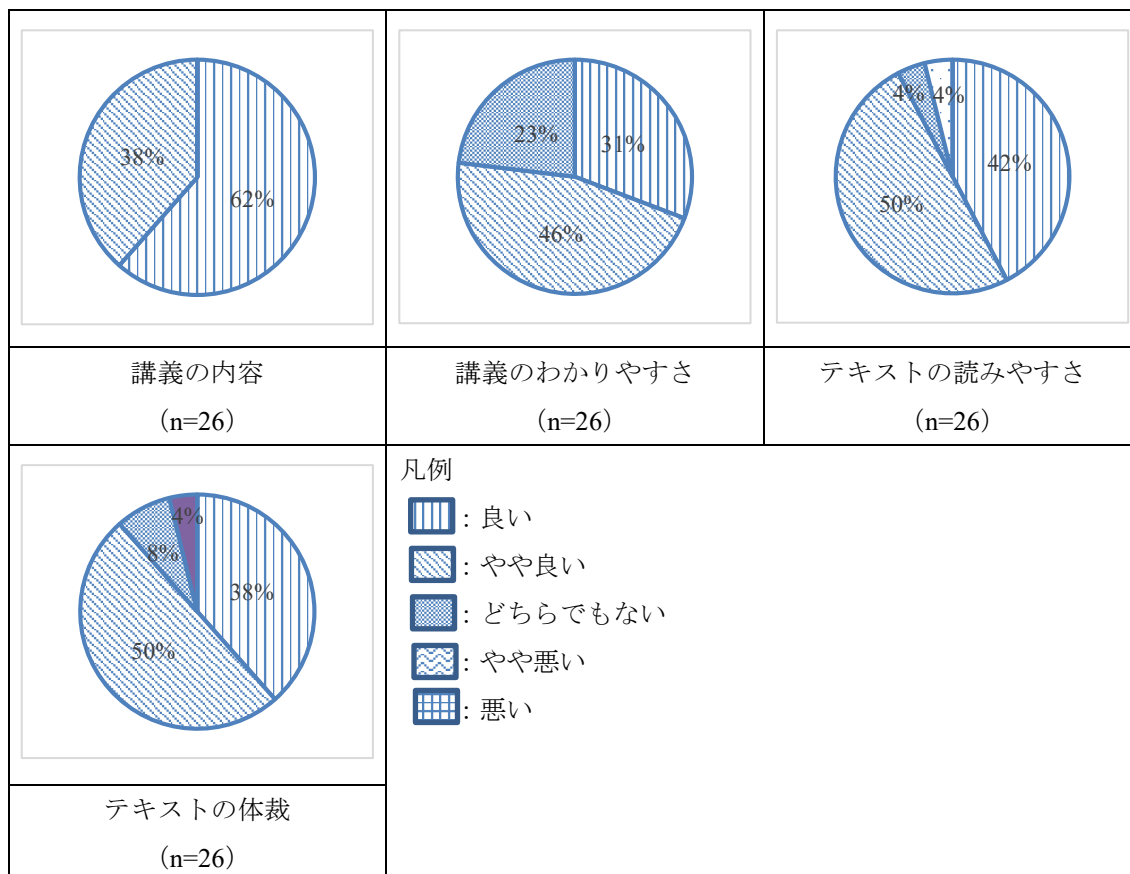 38%
62%
23%
31%
46%
4%
4%
42%
50%
講義の内容
(n=26)
講義のわかりやすさ
(n=26)
テキストの読みやすさ
(n=26)
4%
8%
38%
50%
テキストの体裁
(n=26)
凡例
: 良い
: やや良い
: どちらでもない
: やや悪い
: 悪い